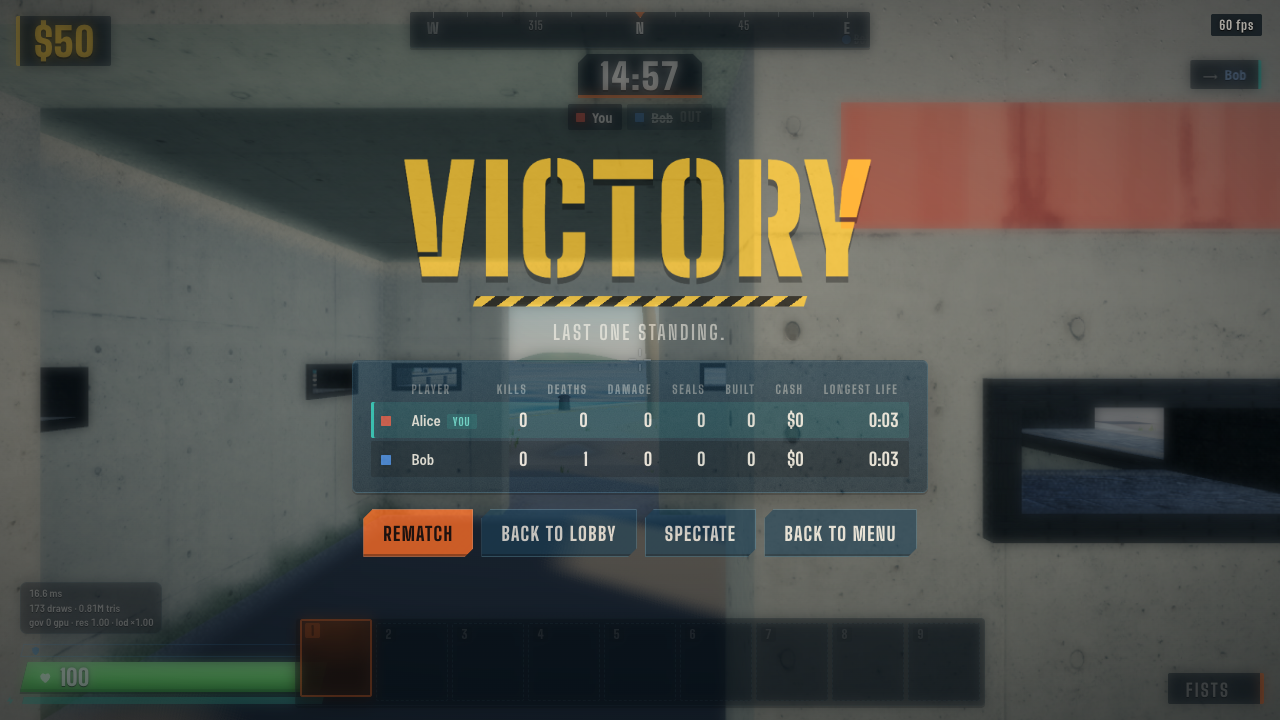 $50
W 315 N 45 E
60 fps
14:57
→ Bob
You Bob OUT
VICTORY
LAST ONE STANDING.
PLAYER KILLS DEATHS DAMAGE SEALS BUILT CASH LONGEST LIFE
Alice YOU 0 0 0 0 0 $0 0:03
Bob 0 1 0 0 0 $0 0:03
REMATCH BACK TO LOBBY SPECTATE BACK TO MENU
16.6 ms
173 draws · 0.81M tris
gov 0 gpu · res 1.00 · lod ×1.00
1 2 3 4 5 6 7 8 9
100
FISTS